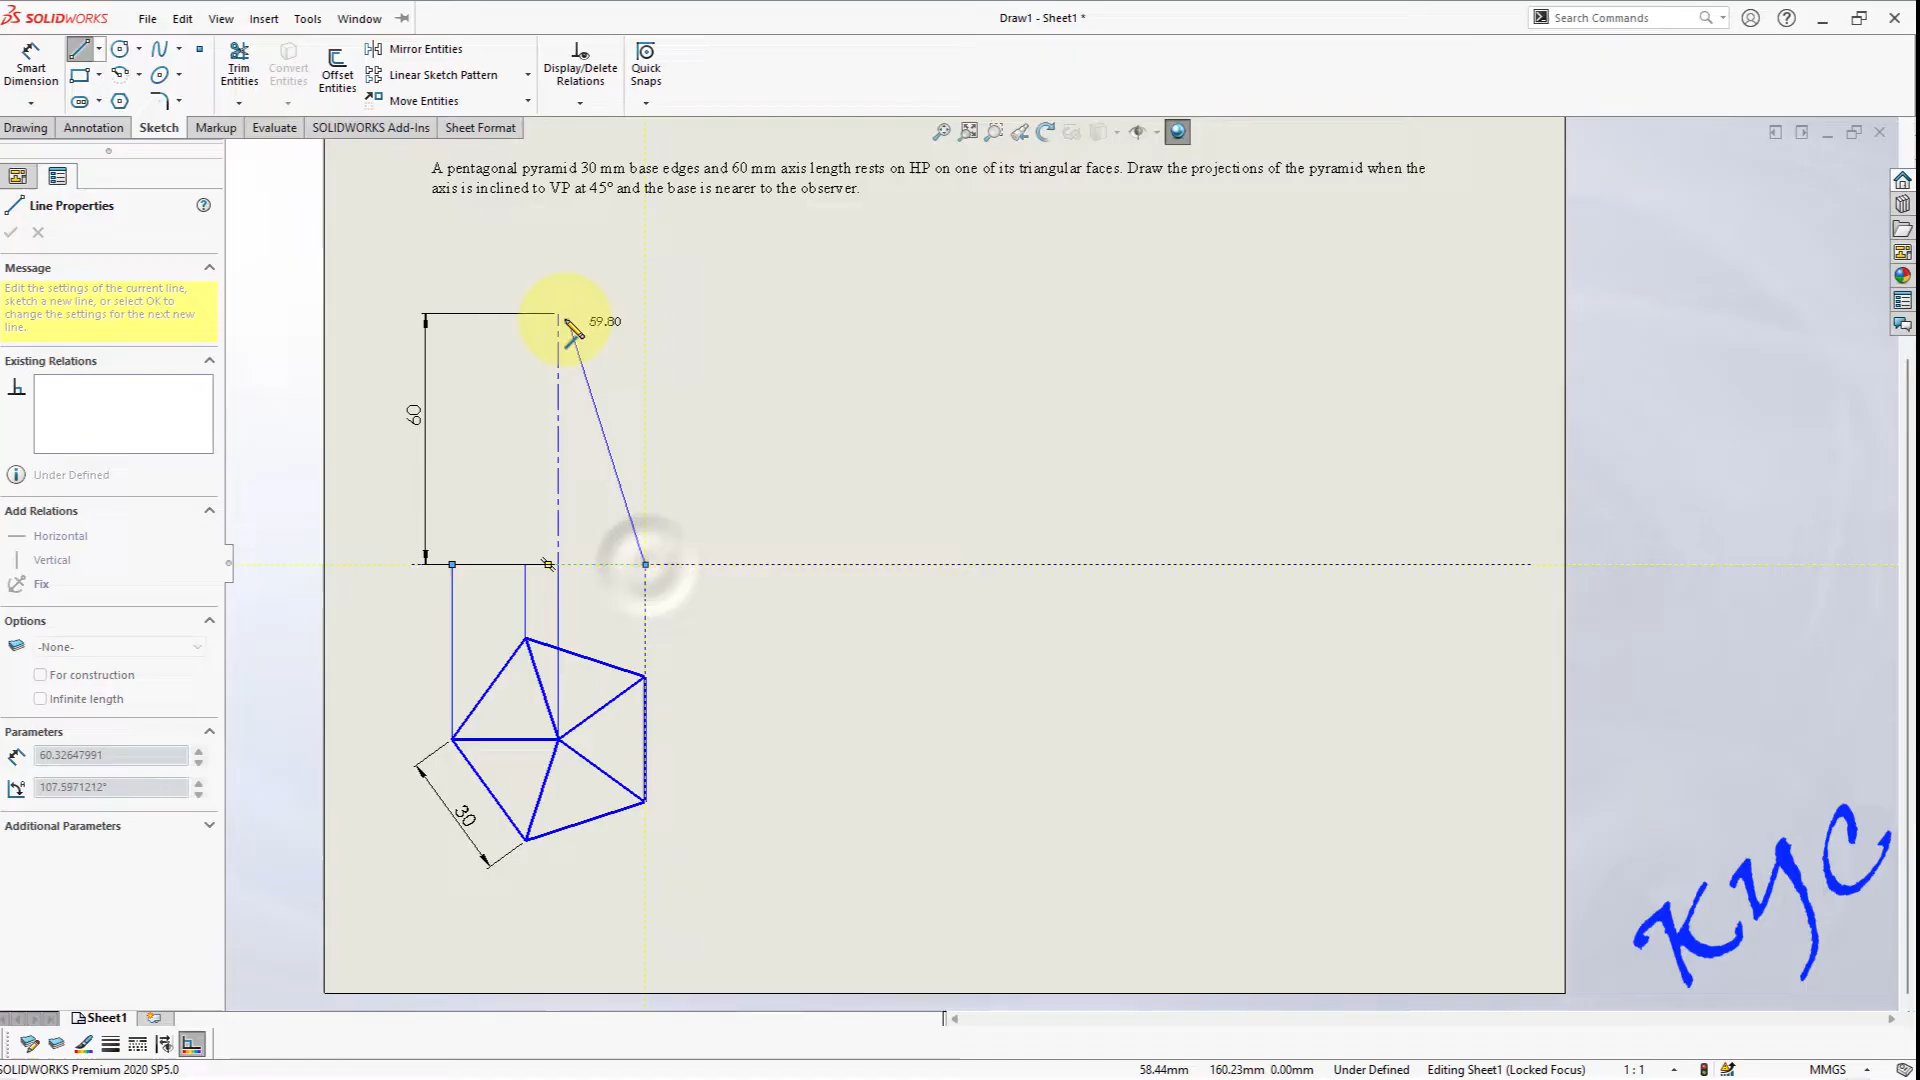 SOLIDWORKS
File Edit View Insert Tools Window
Draw1 - Sheet1 *
Search Commands
Smart Dimension
Trim Entities
Convert Entities
Offset Entities
Mirror Entities
Linear Sketch Pattern
Move Entities
Display/Delete Relations
Quick Snaps
Drawing Annotation Sketch Markup Evaluate SOLIDWORKS Add-Ins Sheet Format
A pentagonal pyramid 30 mm base edges and 60 mm axis length rests on HP on one of its triangular faces. Draw the projections of the pyramid when the
axis is inclined to VP at 45° and the base is nearer to the observer.
Line Properties
Message
Edit the settings of the current line,
sketch a new line, or select OK to
change the settings for the next new
line.
Existing Relations
Under Defined
Add Relations
Horizontal
Vertical
Fix
Options
-None-
For construction
Infinite length
Parameters
60.32647991
107.5971212°
Additional Parameters
59.80
60
30
KYC
Sheet1
SOLIDWORKS Premium 2020 SP5.0
58.44mm 160.23mm 0.00mm Under Defined Editing Sheet1 (Locked Focus) 1 : 1 MMGS